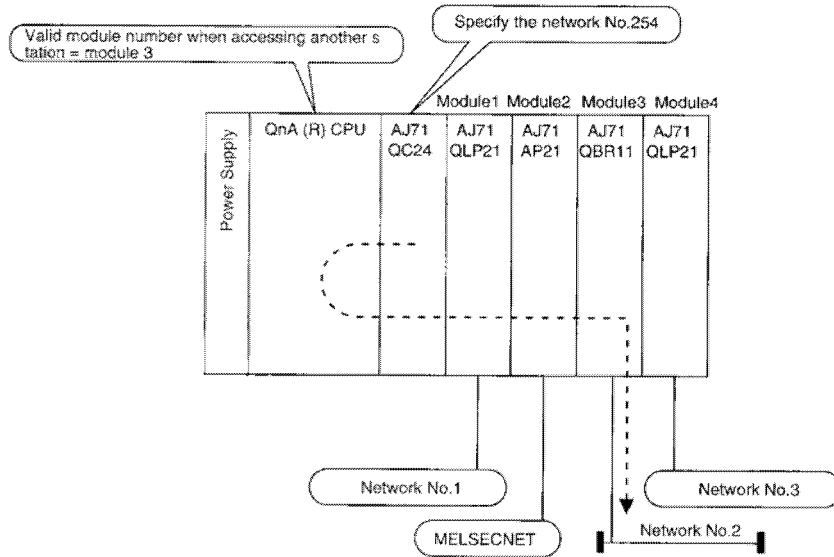 Specify the network No.254
Valid module number when accessing another s
tation = module 3
Module1 Module2 Module3 Module4
Power Supply
QnA (R) CPU
AJ71
QC24
AJ71
QLP21
AJ71
AP21
AJ71
QBR11
AJ71
QLP21
Network No.1
Network No.3
MELSECNET
Network No.2